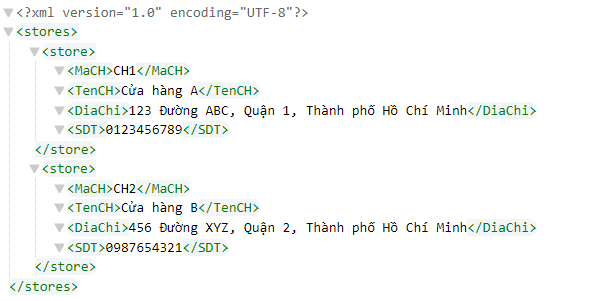 <?xml version="1.0" encoding="UTF-8"?>
<stores>
<store>
<MaCH>CH1</MaCH>
<TenCH>Cửa hàng A</TenCH>
<DiaChi>123 Đường ABC, Quận 1, Thành phố Hồ Chí Minh</DiaChi>
<SDT>0123456789</SDT>
</store>
<store>
<MaCH>CH2</MaCH>
<TenCH>Cửa hàng B</TenCH>
<DiaChi>456 Đường XYZ, Quận 2, Thành phố Hồ Chí Minh</DiaChi>
<SDT>0987654321</SDT>
</store>
</stores>